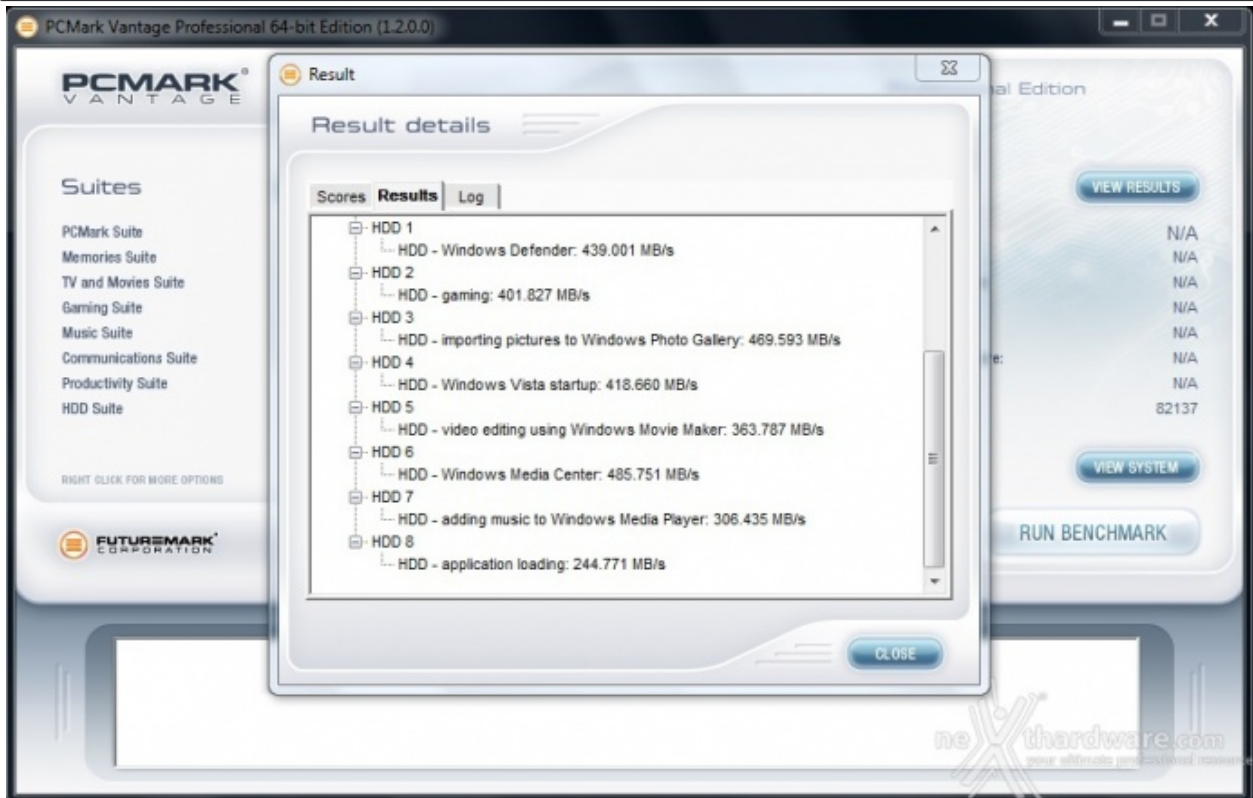 PCMark Vantage Professional 64-bit Edition (1.2.0.0)
PCMARK®
VANTAGE
al Edition
Result
Result details
Scores Results Log
HDD 1
HDD - Windows Defender: 439.001 MB/s
HDD 2
HDD - gaming: 401.827 MB/s
HDD 3
HDD - importing pictures to Windows Photo Gallery: 469.593 MB/s
HDD 4
HDD - Windows Vista startup: 418.660 MB/s
HDD 5
HDD - video editing using Windows Movie Maker: 363.787 MB/s
HDD 6
HDD - Windows Media Center: 485.751 MB/s
HDD 7
HDD - adding music to Windows Media Player: 306.435 MB/s
HDD 8
HDD - application loading: 244.771 MB/s
CLOSE
Suites
VIEW RESULTS
PCMark Suite N/A
Memories Suite N/A
TV and Movies Suite N/A
Gaming Suite N/A
Music Suite N/A
Communications Suite e: N/A
Productivity Suite N/A
HDD Suite 82137
RIGHT CLICK FOR MORE OPTIONS
VIEW SYSTEM
FUTUREMARK
CORPORATION
RUN BENCHMARK
nexthardware.com
your ultimate professional resource